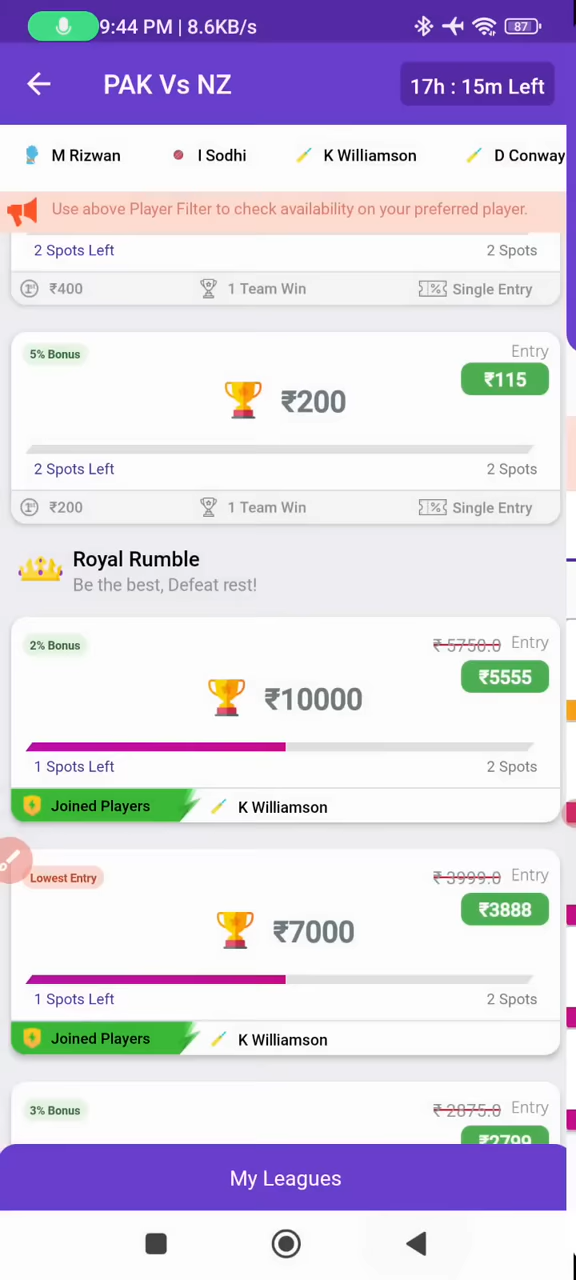 9:44 PM | 8.6KB/s 87
PAK Vs NZ 17h : 15m Left
M Rizwan I Sodhi K Williamson D Conway
Use above Player Filter to check availability on your preferred player.
2 Spots Left 2 Spots
1st ₹400 1 Team Win % Single Entry
5% Bonus Entry
₹200 ₹115
2 Spots Left 2 Spots
1st ₹200 1 Team Win % Single Entry
Royal Rumble
Be the best, Defeat rest!
2% Bonus ₹ 5750.0 Entry
₹10000 ₹5555
1 Spots Left 2 Spots
Joined Players K Williamson
Lowest Entry ₹ 3999.0 Entry
₹7000 ₹3888
1 Spots Left 2 Spots
Joined Players K Williamson
3% Bonus ₹ 2875.0 Entry
₹2799
My Leagues